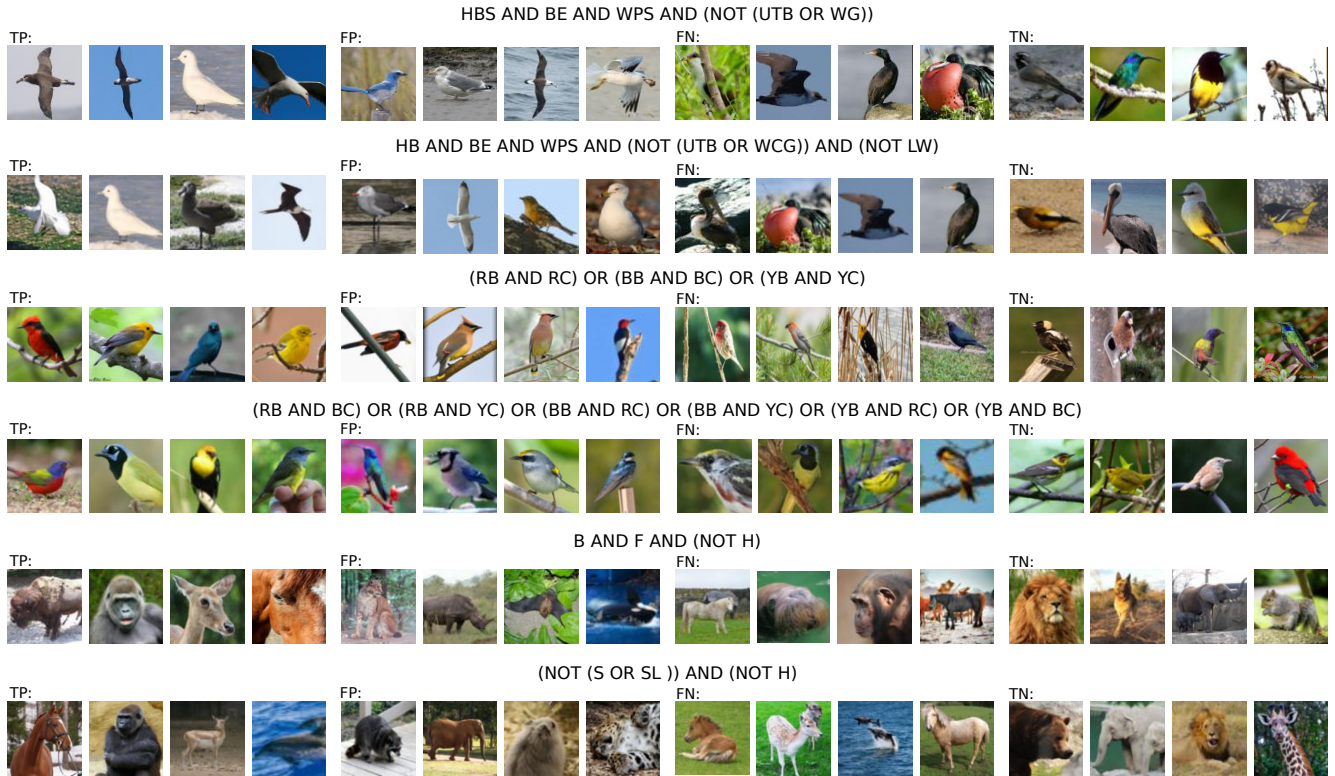 HBS AND BE AND WPS AND (NOT (UTB OR WG))
TP: FP: FN: TN:
HB AND BE AND WPS AND (NOT (UTB OR WCG)) AND (NOT LW)
TP: FP: FN: TN:
(RB AND RC) OR (BB AND BC) OR (YB AND YC)
TP: FP: FN: TN:
(RB AND BC) OR (RB AND YC) OR (BB AND RC) OR (BB AND YC) OR (YB AND RC) OR (YB AND BC)
TP: FP: FN: TN:
B AND F AND (NOT H)
TP: FP: FN: TN:
(NOT (S OR SL )) AND (NOT H)
TP: FP: FN: TN: